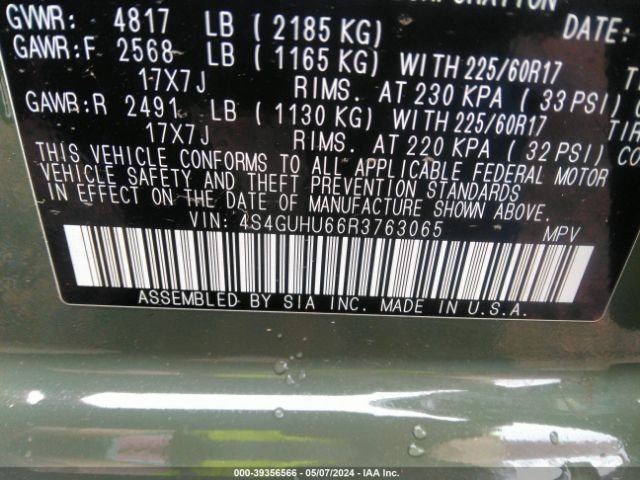 CORPORATION
GVWR: 4817 LB ( 2185 KG) DATE:
GAWR:F 2568 LB ( 1165 KG) WITH 225/60R17
17X7J RIMS. AT 230 KPA ( 33 PSI)
GAWR:R 2491 LB ( 1130 KG) WITH 225/60R17
17X7J RIMS. AT 220 KPA ( 32 PSI) CO
THIS VEHICLE CONFORMS TO ALL APPLICABLE FEDERAL MOTOR
VEHICLE SAFETY AND THEFT PREVENTION STANDARDS
IN EFFECT ON THE DATE OF MANUFACTURE SHOWN ABOVE.
VIN: 4S4GUHU66R3763065 MPV
ASSEMBLED BY SIA INC. MADE IN U.S.A.
000-39356566 - 05/07/2024 - IAA Inc.